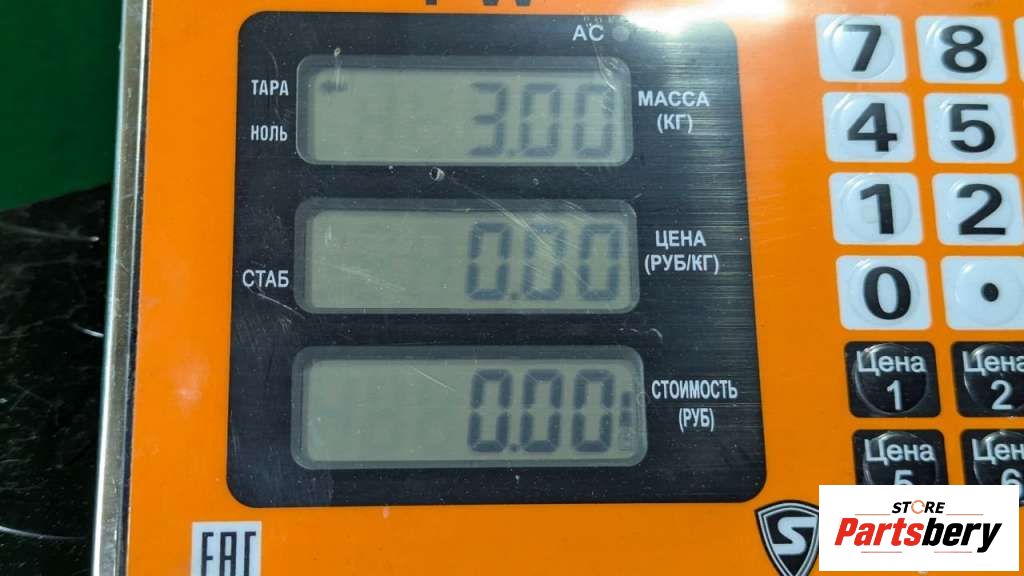 AC
ТАРА
НОЛЬ
3.00
МАССА
(КГ)
СТАБ
0.00
ЦЕНА
(РУБ/КГ)
0.00
СТОИМОСТЬ
(РУБ)
7 8
4 5
1 2
0 .
Цена
1
Цена
2
Цена
5
EAC
S
STORE
Partsbery